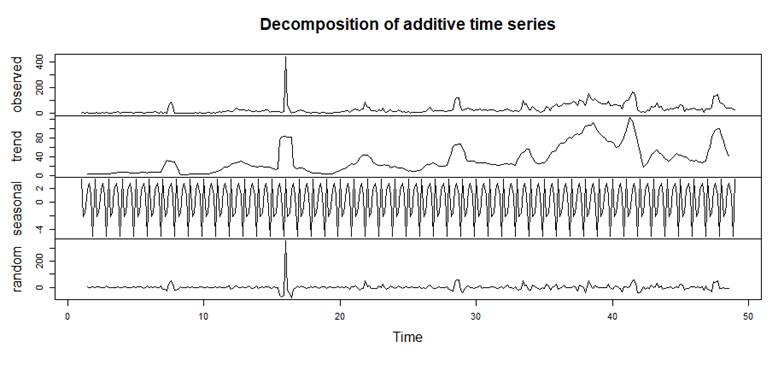 Decomposition of additive time series
observed
0 200 400
trend
0 40 80
seasonal
-4 0 2
random
0 200
0 10 20 30 40 50
Time